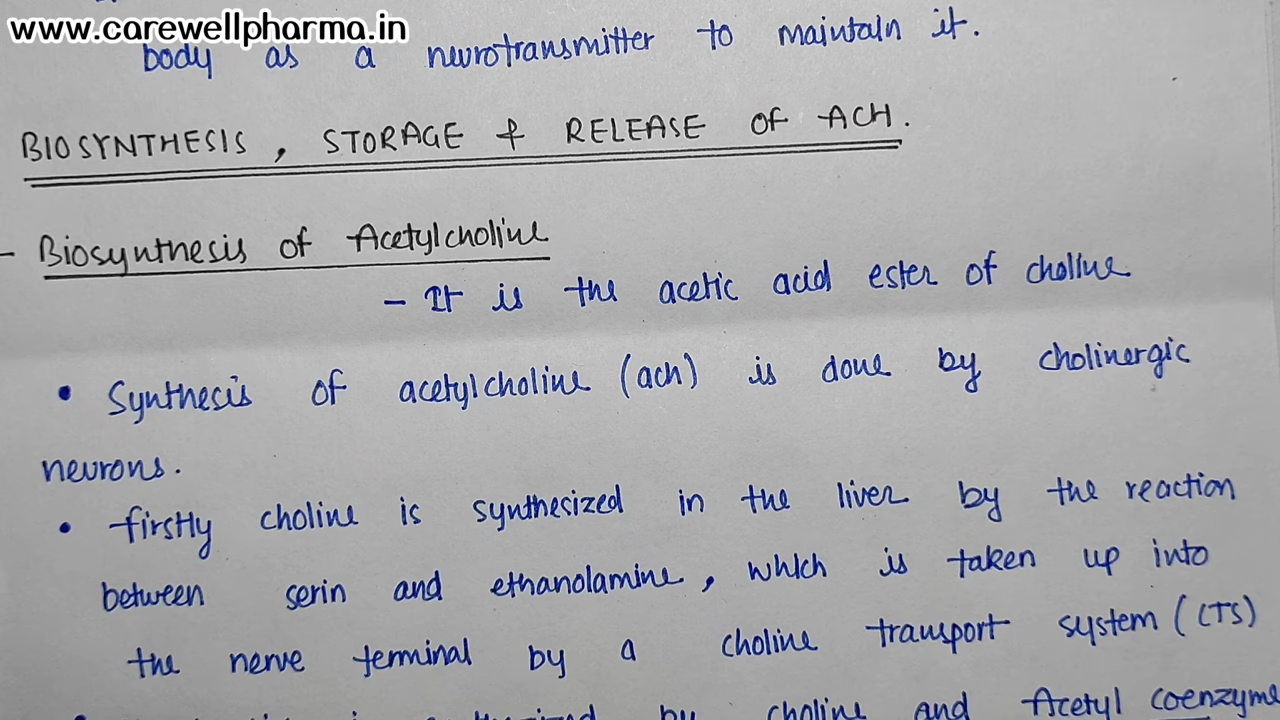 www.carewellpharma.in
body as a neurotransmitter to maintain it.
BIOSYNTHESIS, STORAGE & RELEASE OF ACH.
- Biosynthesis of Acetylcholine
- It is the acetic acid ester of choline
• Synthesis of acetylcholine (ach) is done by cholinergic
neurons.
• firstly choline is synthesized in the liver by the reaction
between serin and ethanolamine, which is taken up into
the nerve terminal by a choline transport system (CTS)
by choline and Acetyl coenzyme